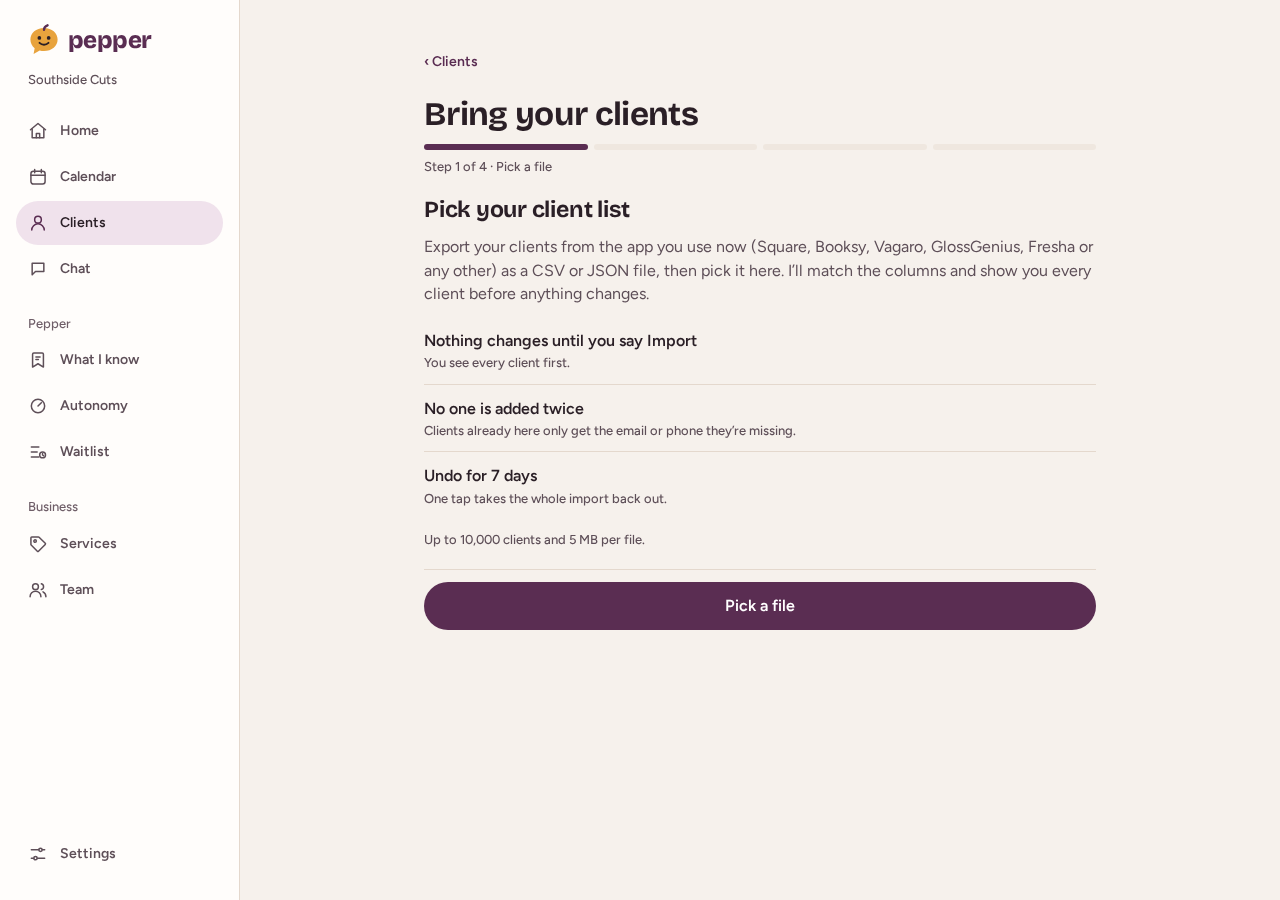 pepper
Southside Cuts
Home
Calendar
Clients
Chat
Pepper
What I know
Autonomy
Waitlist
Business
Services
Team
Settings
‹ Clients
Bring your clients
Step 1 of 4 · Pick a file
Pick your client list
Export your clients from the app you use now (Square, Booksy, Vagaro, GlossGenius, Fresha or
any other) as a CSV or JSON file, then pick it here. I’ll match the columns and show you every
client before anything changes.
Nothing changes until you say Import
You see every client first.
No one is added twice
Clients already here only get the email or phone they’re missing.
Undo for 7 days
One tap takes the whole import back out.
Up to 10,000 clients and 5 MB per file.
Pick a file